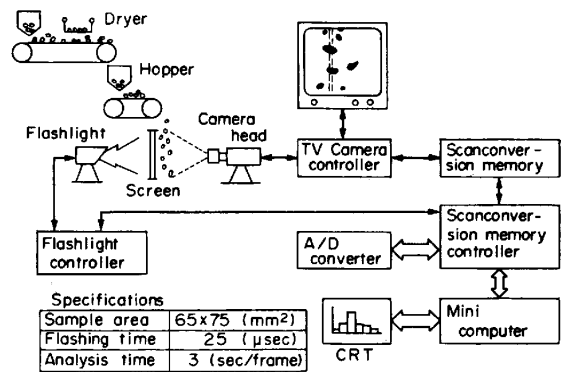 Dryer
Hopper
Flashlight
Camera
head
Screen
TV Camera
controller
Scanconver-
sion memory
Flashlight
controller
A/D
converter
Scanconver-
sion memory
controller
CRT
Mini
computer
Specifications
Sample area 65x75 (mm²)
Flashing time 25 (μsec)
Analysis time 3 (sec/frame)